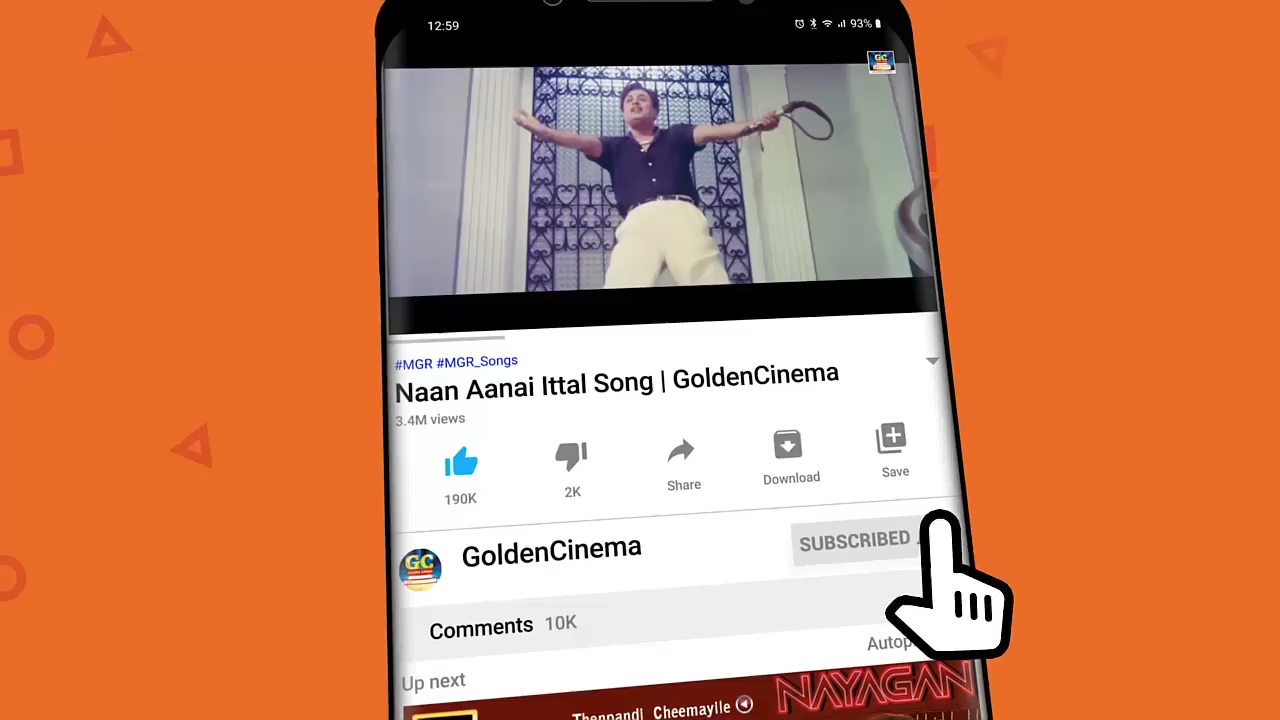 12:59
93%
GC
#MGR #MGR_Songs
Naan Aanai Ittal Song | GoldenCinema
3.4M views
190K
2K
Share
Download
Save
GC
GoldenCinema
SUBSCRIBED
Comments 10K
Up next
NAYAGAN
Thenpandi Cheemayile